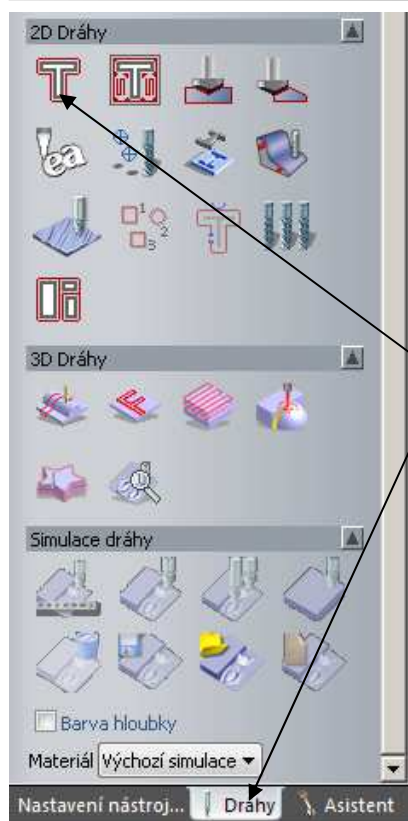 2D Dráhy
3D Dráhy
Simulace dráhy
Barva hloubky
Materiál Výchozí simulace
Nastavení nástroj... Dráhy Asistent